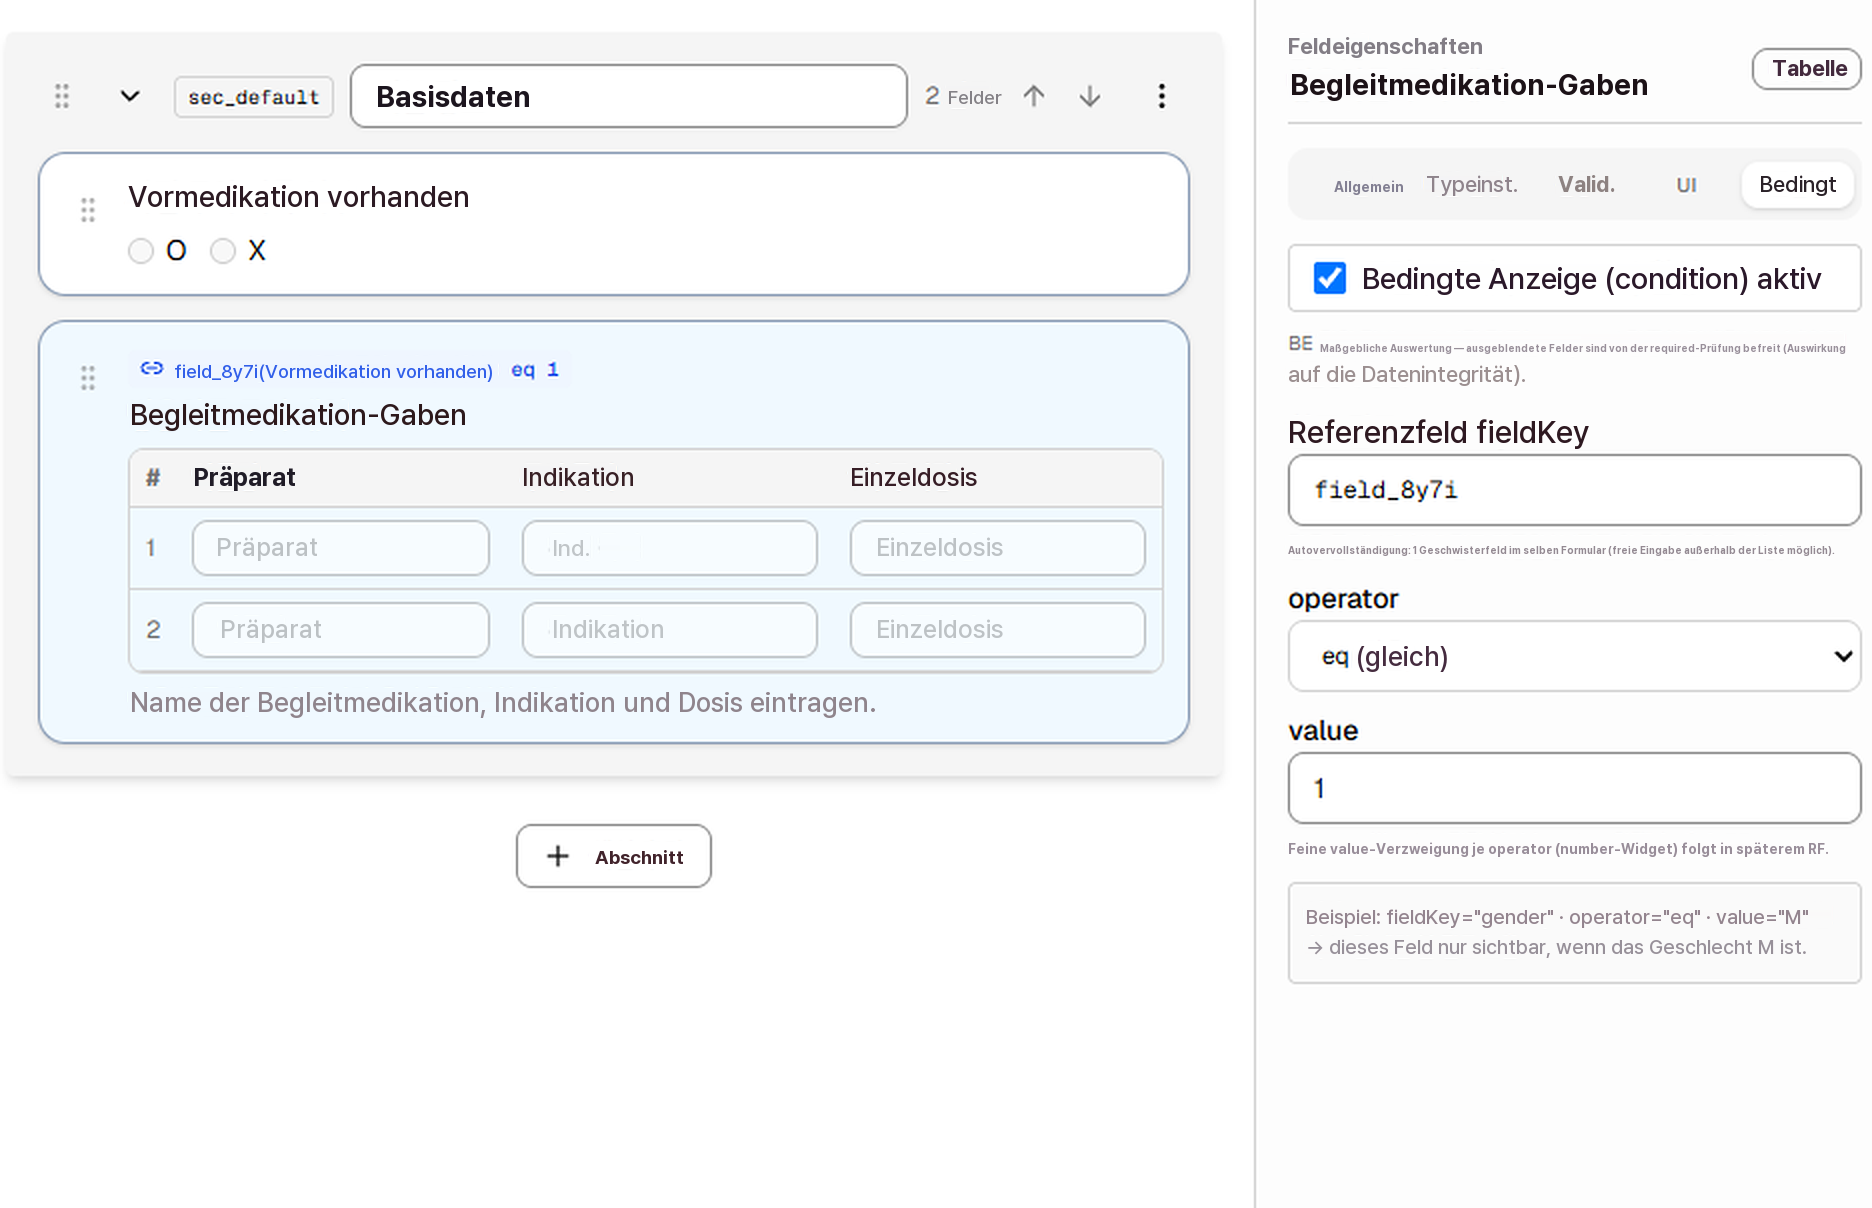 sec_default Basisdaten 2 Felder
Vormedikation vorhanden
O X
field_8y7i(Vormedikation vorhanden) eq 1
Begleitmedikation-Gaben
# Präparat Indikation Einzeldosis
1 Präparat Ind. Einzeldosis
2 Präparat Indikation Einzeldosis
Name der Begleitmedikation, Indikation und Dosis eintragen.
+ Abschnitt
Feldeigenschaften
Begleitmedikation-Gaben
Tabelle
Allgemein Typeinst. Valid. UI Bedingt
Bedingte Anzeige (condition) aktiv
BE Maßgebliche Auswertung — ausgeblendete Felder sind von der required-Prüfung befreit (Auswirkung
auf die Datenintegrität).
Referenzfeld fieldKey
field_8y7i
Autovervollständigung: 1 Geschwisterfeld im selben Formular (freie Eingabe außerhalb der Liste möglich).
operator
eq (gleich)
value
1
Feine value-Verzweigung je operator (number-Widget) folgt in späterem RF.
Beispiel: fieldKey="gender" · operator="eq" · value="M"
→ dieses Feld nur sichtbar, wenn das Geschlecht M ist.